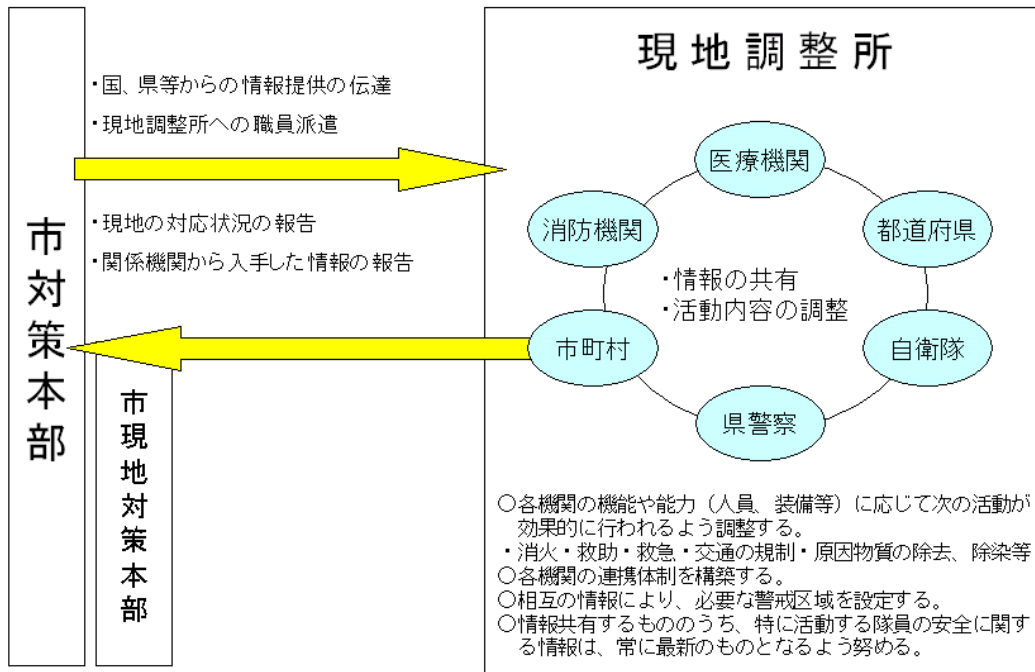 市対策本部
市現地対策本部
・国、県等からの情報提供の伝達
・現地調整所への職員派遣
・現地の対応状況の報告
・関係機関から入手した情報の報告
現地調整所
医療機関
消防機関
都道府県
・情報の共有
・活動内容の調整
市町村
自衛隊
県警察
○各機関の機能や能力（人員、装備等）に応じて次の活動が
効果的に行われるよう調整する。
・消火・救助・救急・交通の規制・原因物質の除去、除染等
○各機関の連携体制を構築する。
○相互の情報により、必要な警戒区域を設定する。
○情報共有するもののうち、特に活動する隊員の安全に関す
る情報は、常に最新のものとなるよう努める。